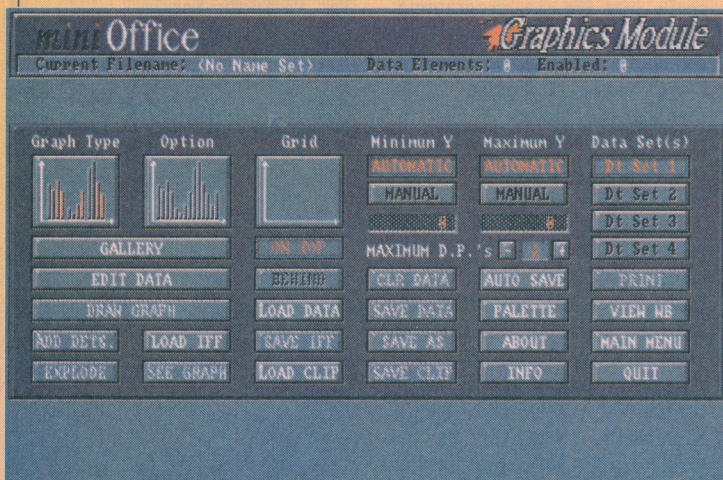 mini Office Graphics Module
Current Filename: <No Name Set> Data Elements: 0 Enabled: 0
Graph Type Option Grid Minimum Y Maximum Y Data Set(s)
AUTOMATIC AUTOMATIC Dt Set 1
MANUAL MANUAL Dt Set 2
0 0 Dt Set 3
GALLERY ON TOP MAXIMUM D.P.'s - + Dt Set 4
EDIT DATA BEHIND CLR DATA AUTO SAVE PRINT
DRAW GRAPH LOAD DATA SAVE DATA PALETTE VIEW WB
ADD DETS. LOAD IFF SAVE IFF SAVE AS ABOUT MAIN MENU
EXPLODE SEE GRAPH LOAD CLIP SAVE CLIP INFO QUIT